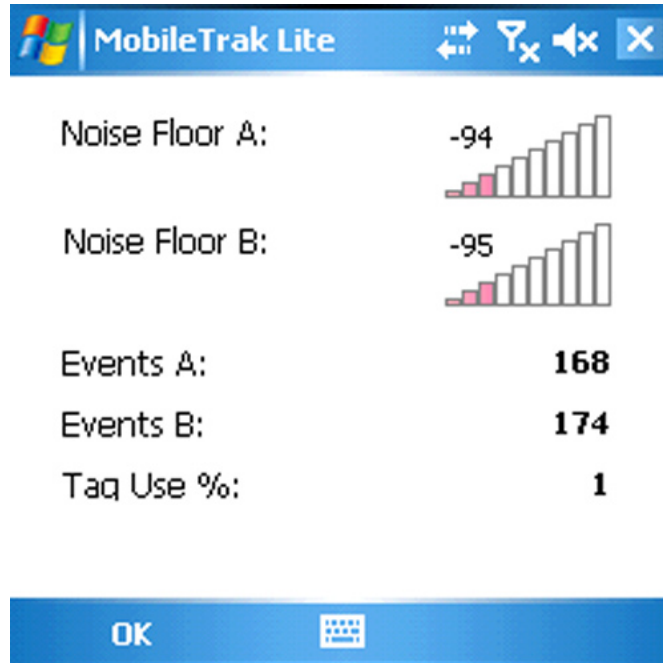 MobileTrak Lite
Noise Floor A: -94
Noise Floor B: -95
Events A: 168
Events B: 174
Tag Use %: 1
OK